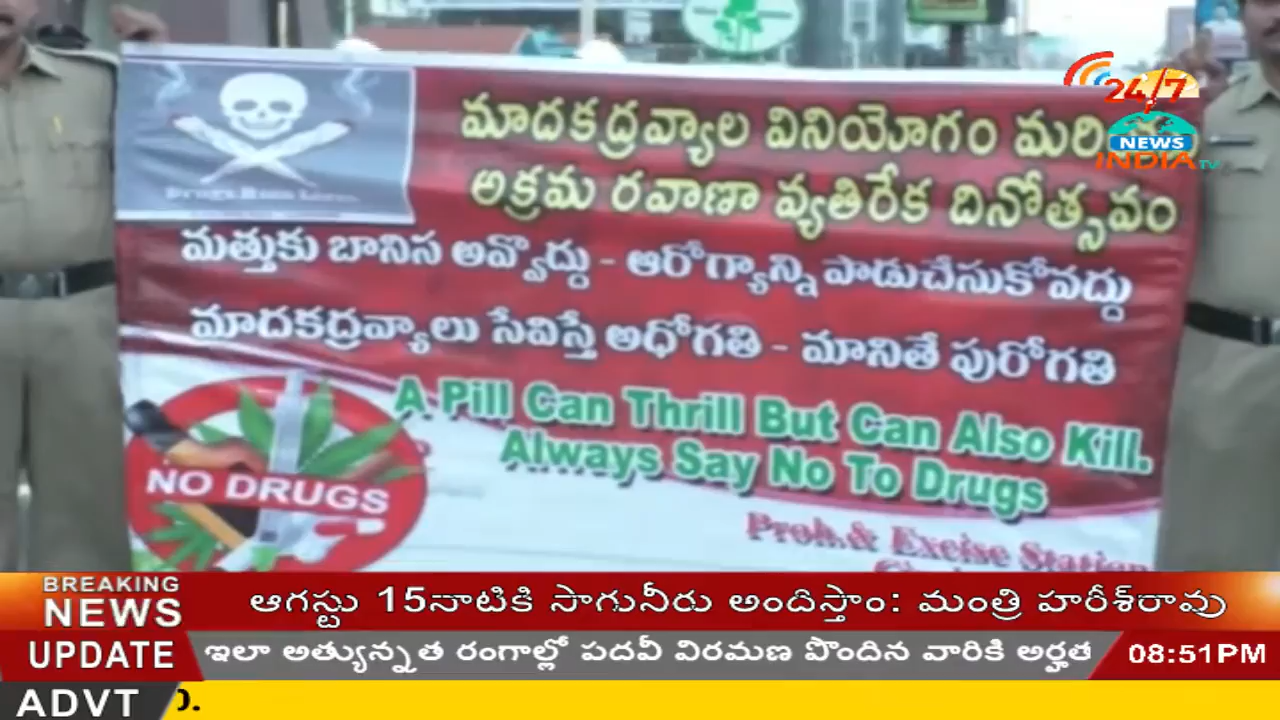 24/7
NEWS
INDIA TV
మాదకద్రవ్యాల వినియోగం
అక్రమ రవాణా వ్యతిరేక దినోత్సవం
మత్తుకు బానిస అవ్వొద్దు - ఆరోగ్యాన్ని పాడుచేసుకోవద్దు
మాదకద్రవ్యాలు సేవిస్తే అధోగతి - మానితే పురోగతి
A Pill Can Thrill But Can Also Kill.
Always Say No To Drugs
NO DRUGS
Proh.& Excise Station
BREAKING
NEWS
ఆగస్టు 15నాటికి సాగునీరు అందిస్తాం: మంత్రి హరీశ్‌రావు
UPDATE
ఇలా అత్యున్నత రంగాల్లో పదవీ విరమణ పొందిన వారికి అర్హత
08:51PM
ADVT